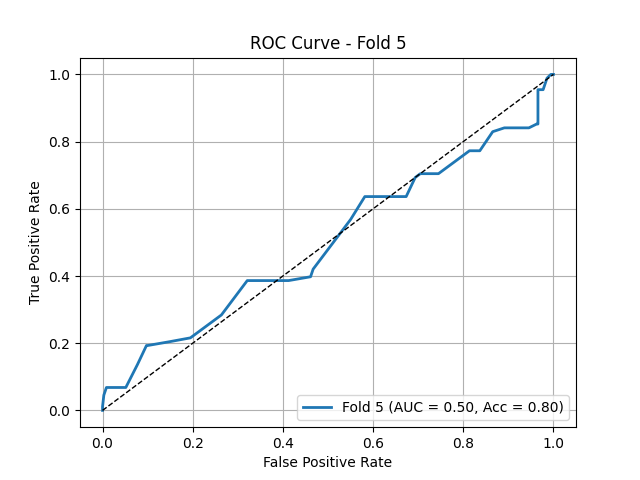 ROC Curve - Fold 5
True Positive Rate
1.0
0.8
0.6
0.4
0.2
0.0
Fold 5 (AUC = 0.50, Acc = 0.80)
0.0 0.2 0.4 0.6 0.8 1.0
False Positive Rate